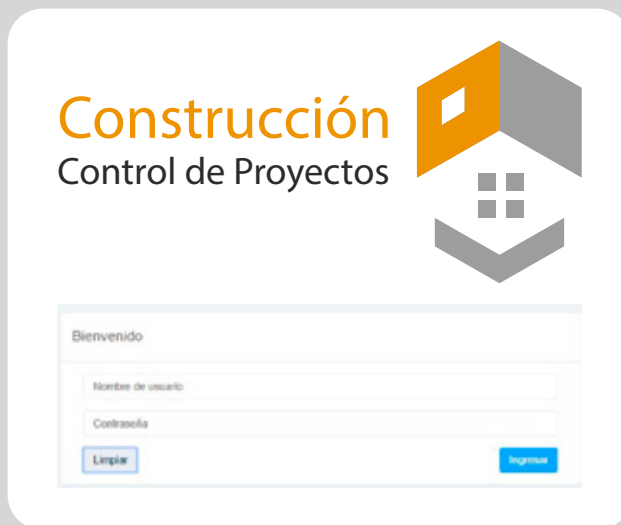 Construcción
Control de Proyectos
Bienvenido
Nombre de usuario
Contraseña
Limpiar
Ingresar